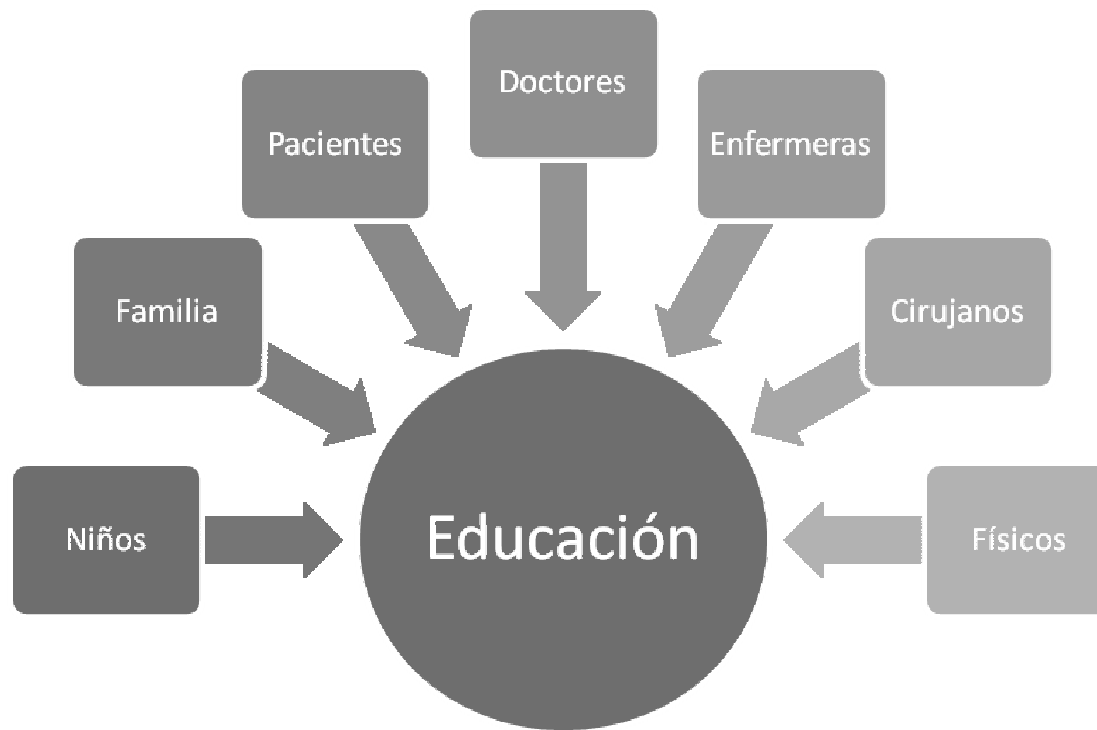 Doctores
Pacientes
Enfermeras
Familia
Cirujanos
Niños
Educación
Físicos